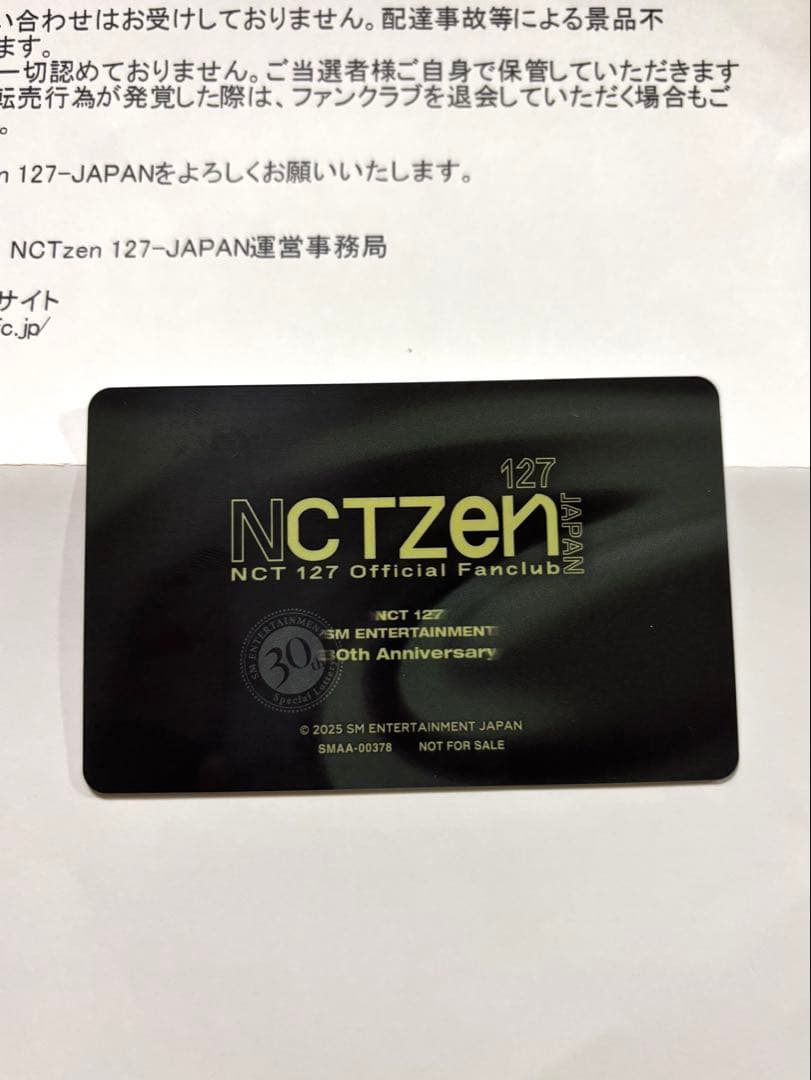 い合わせはお受けしておりません。配達事故等による景品不
ます。
一切認めておりません。ご当選者様ご自身で保管していただきます
転売行為が発覚した際は、ファンクラブを退会していただく場合もご
。
n 127-JAPANをよろしくお願いいたします。
NCTzen 127-JAPAN運営事務局
サイト
fc.jp/
127
NCTzen
JAPAN
NCT 127 Official Fanclub
NCT 127
SM ENTERTAINMENT
30th Anniversary
SM ENTERTAINMENT
30th
Special Lottery
© 2025 SM ENTERTAINMENT JAPAN
SMAA-00378 NOT FOR SALE